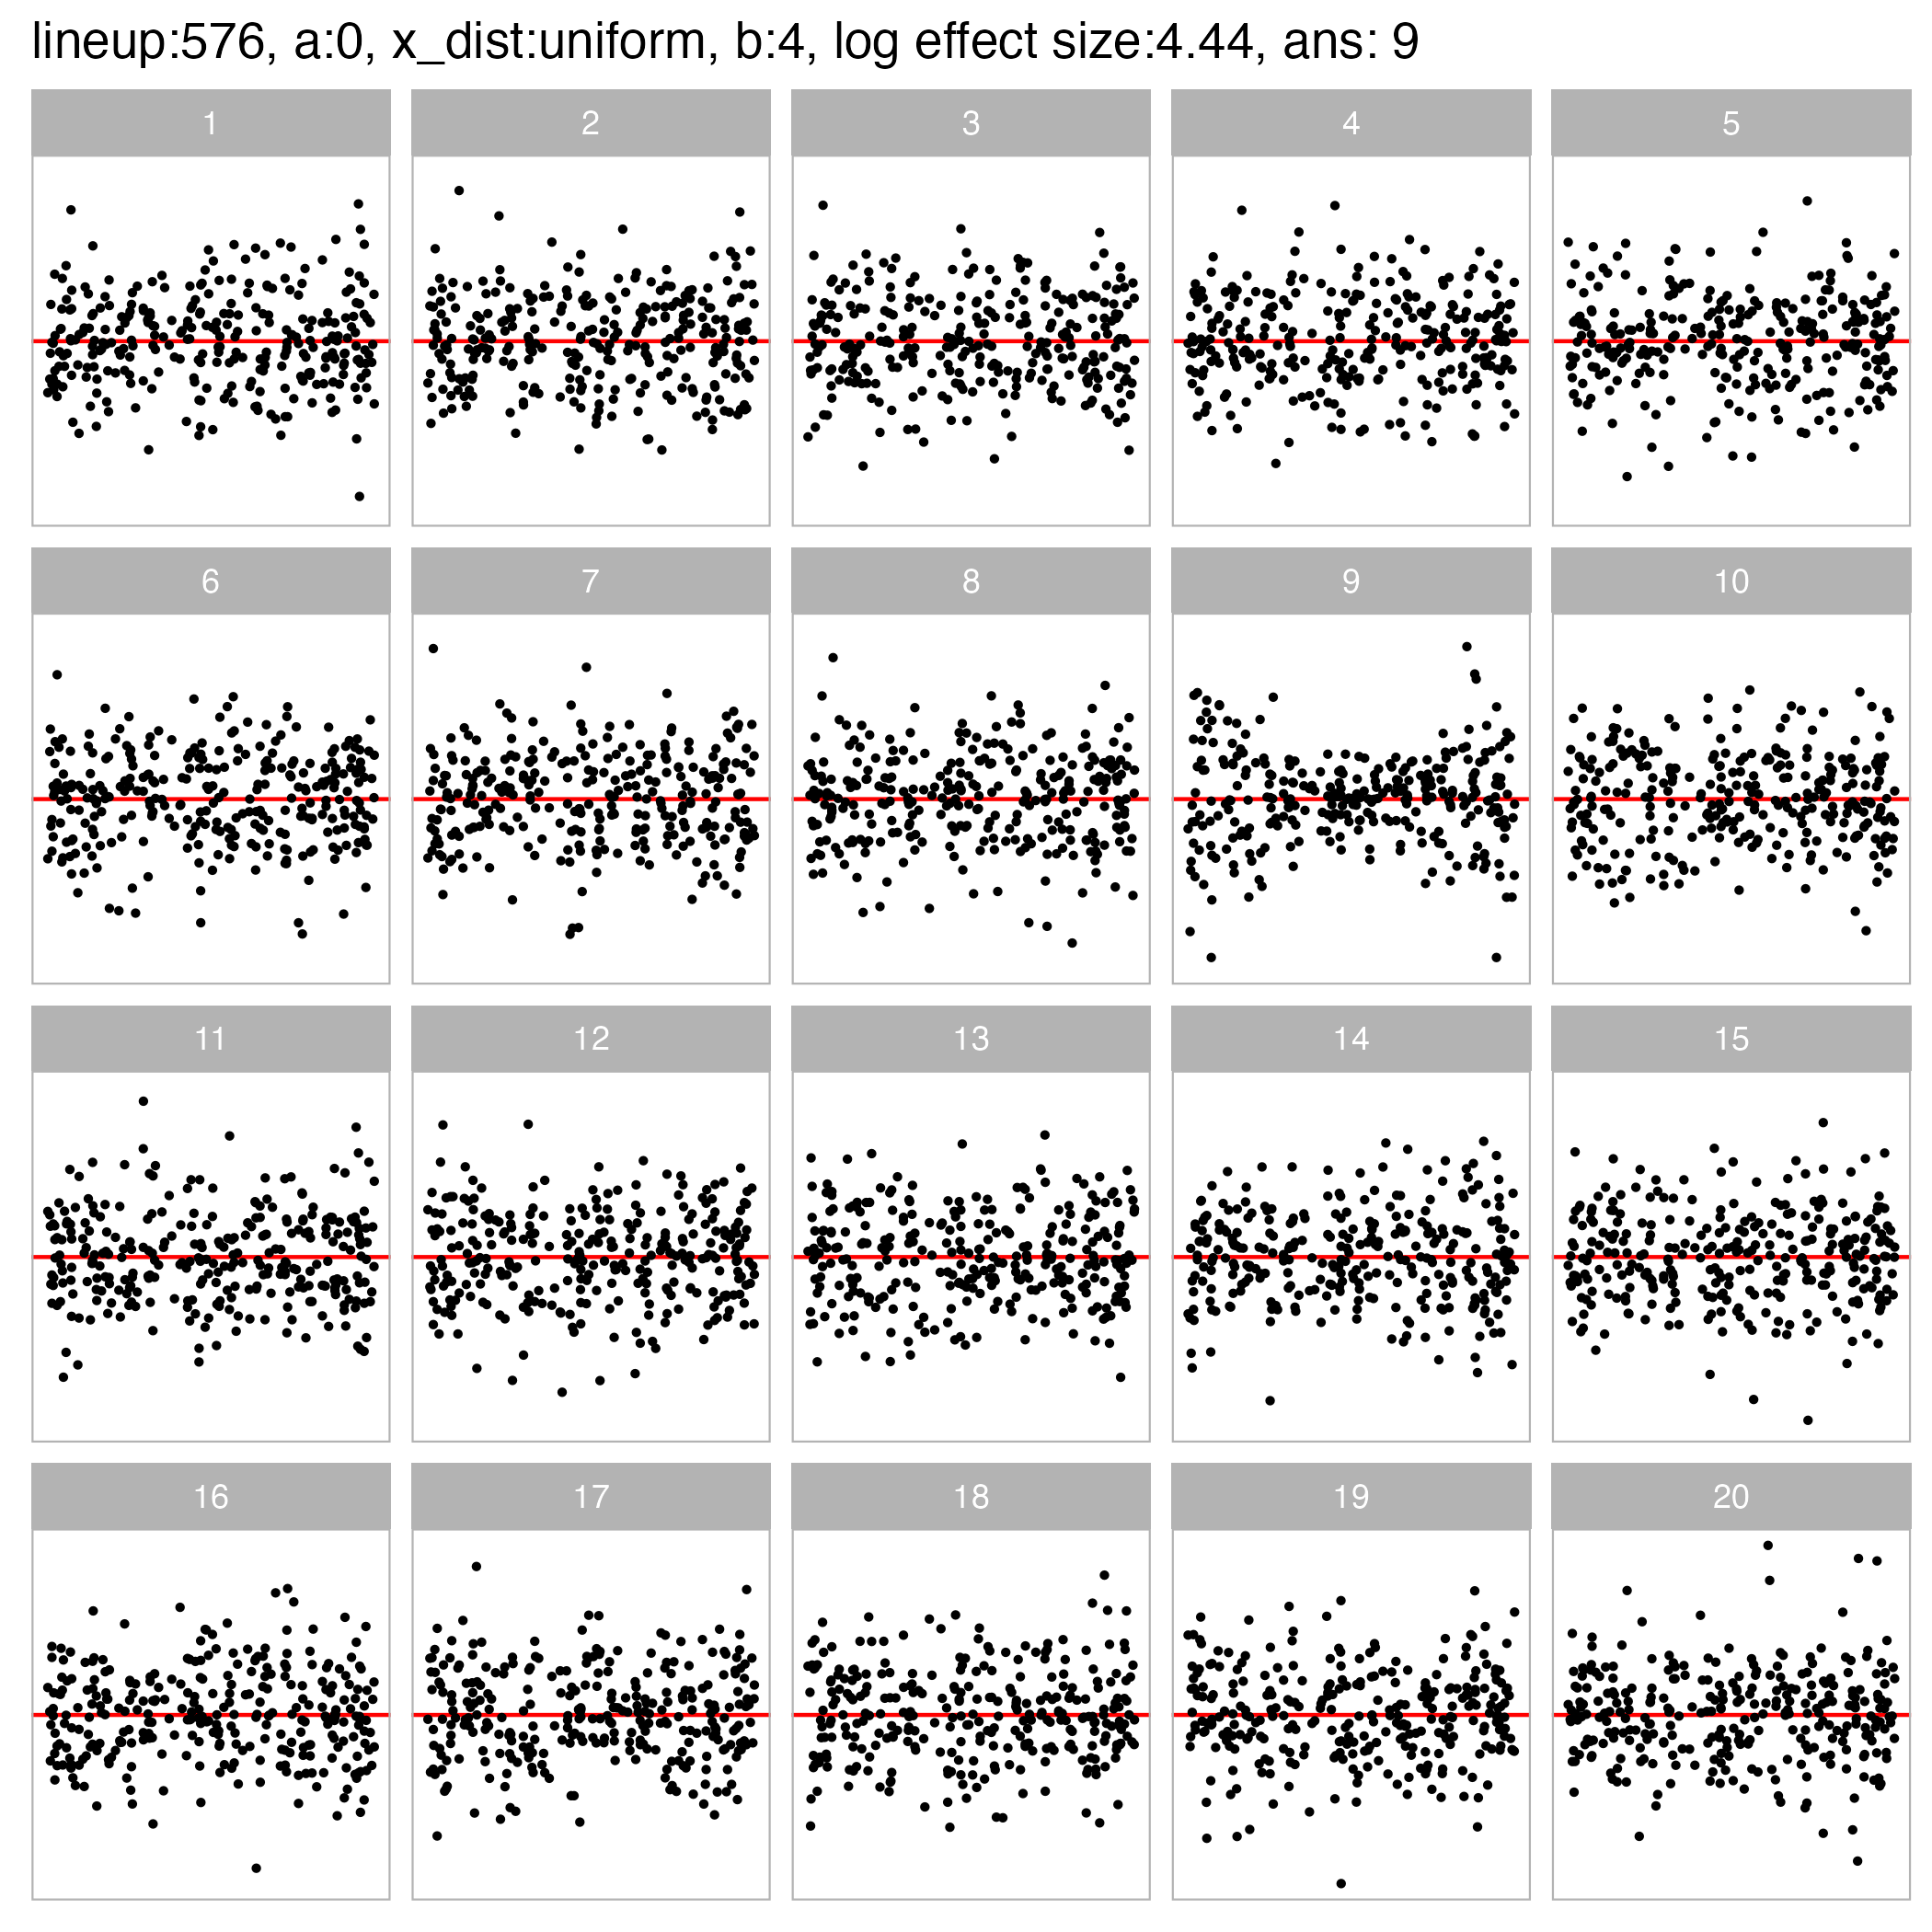 lineup:576, a:0, x_dist:uniform, b:4, log effect size:4.44, ans: 9
1 2 3 4 5
6 7 8 9 10
11 12 13 14 15
16 17 18 19 20